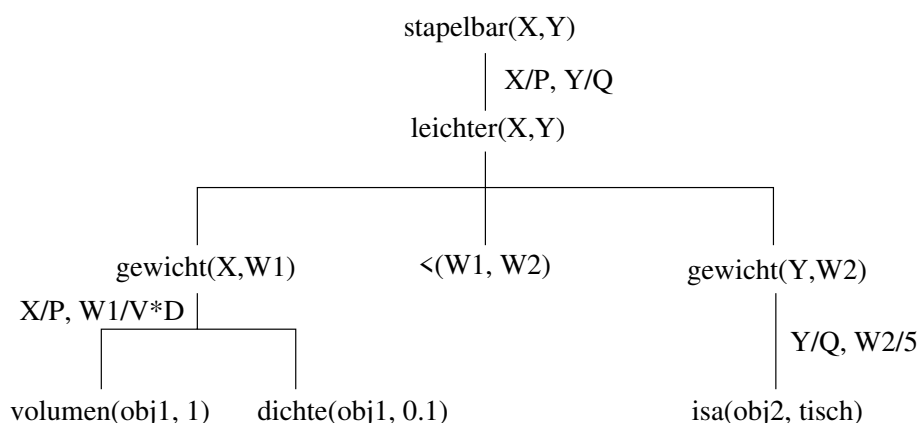 stapelbar(X,Y)
X/P, Y/Q
leichter(X,Y)
gewicht(X,W1)
<(W1, W2)
gewicht(Y,W2)
X/P, W1/V*D
Y/Q, W2/5
volumen(obj1, 1)
dichte(obj1, 0.1)
isa(obj2, tisch)